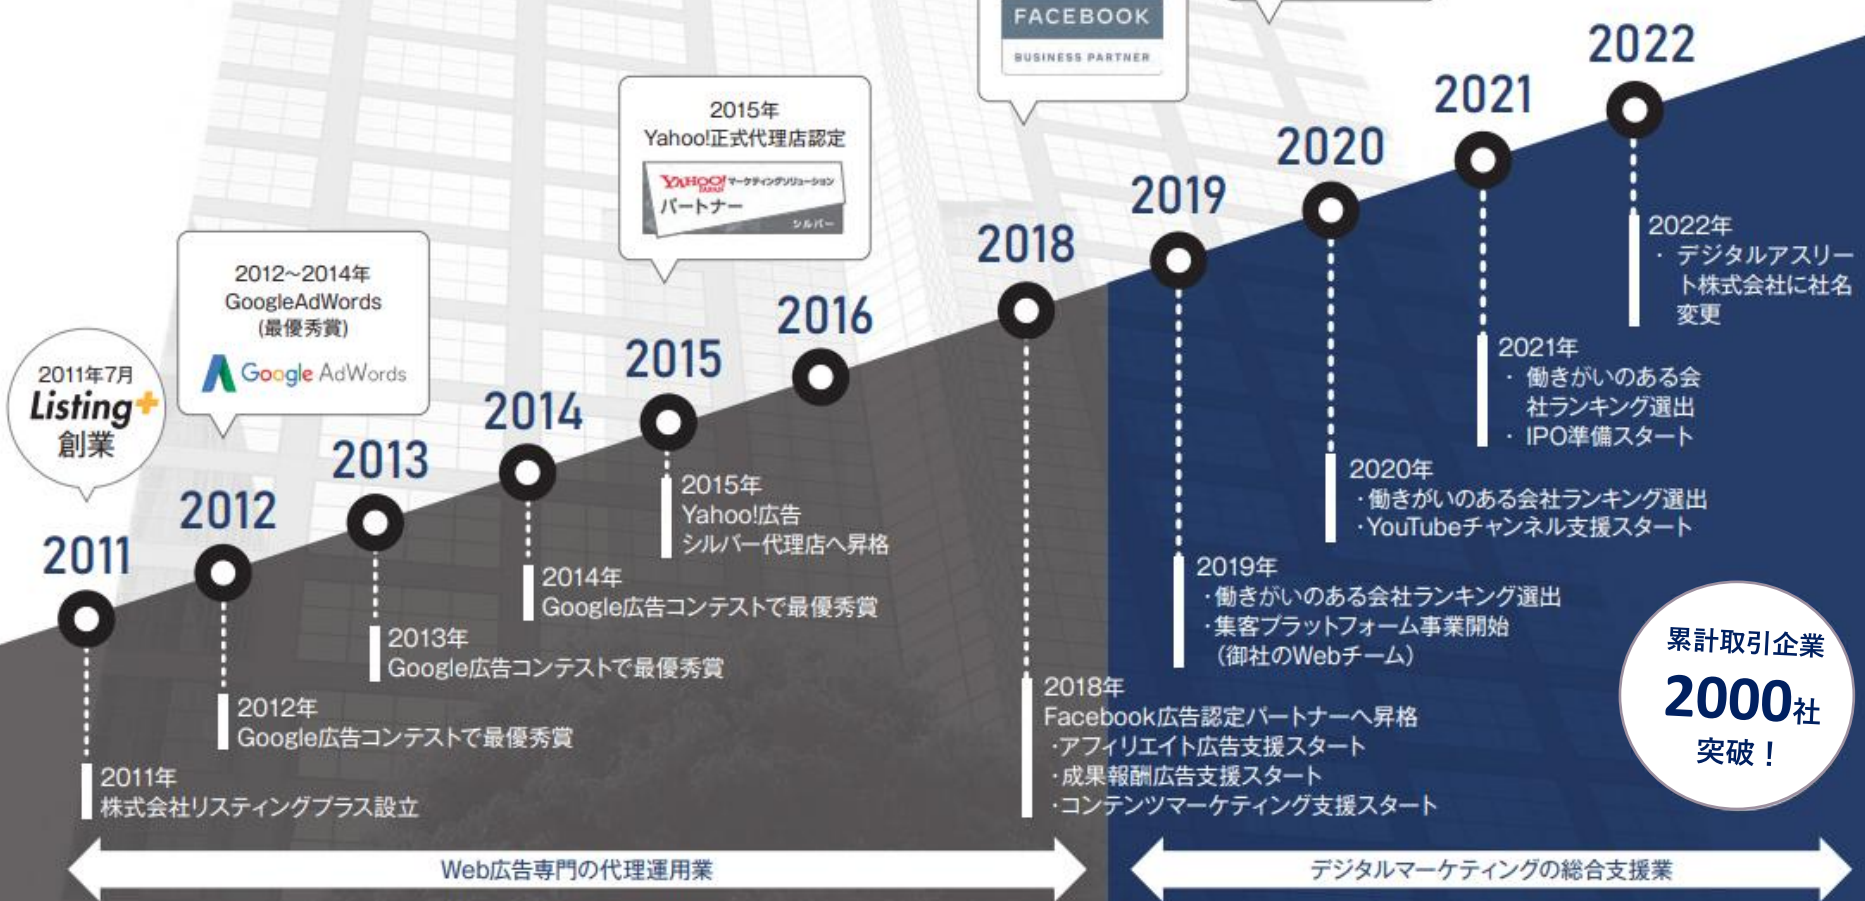 FACEBOOK
BUSINESS PARTNER
2022
2021
2020
2019
2018
2016
2015
2014
2013
2012
2011
2015年
Yahoo!正式代理店認定
YAHOO!
JAPAN
マーケティングソリューション
パートナー
シルバー
2012~2014年
GoogleAdWords
(最優秀賞)
Google AdWords
2011年7月
Listing+
創業
2011年
株式会社リスティングプラス設立
2012年
Google広告コンテストで最優秀賞
2013年
Google広告コンテストで最優秀賞
2014年
Google広告コンテストで最優秀賞
2015年
Yahoo!広告
シルバー代理店へ昇格
2018年
Facebook広告認定パートナーへ昇格
・アフィリエイト広告支援スタート
・成果報酬広告支援スタート
・コンテンツマーケティング支援スタート
2019年
・働きがいのある会社ランキング選出
・集客プラットフォーム事業開始
(御社のWebチーム)
2020年
・働きがいのある会社ランキング選出
・YouTubeチャンネル支援スタート
2021年
・ 働きがいのある会
社ランキング選出
・ IPO準備スタート
2022年
・ デジタルアスリー
ト株式会社に社名
変更
累計取引企業
2000社
突破！
Web広告専門の代理運用業
デジタルマーケティングの総合支援業